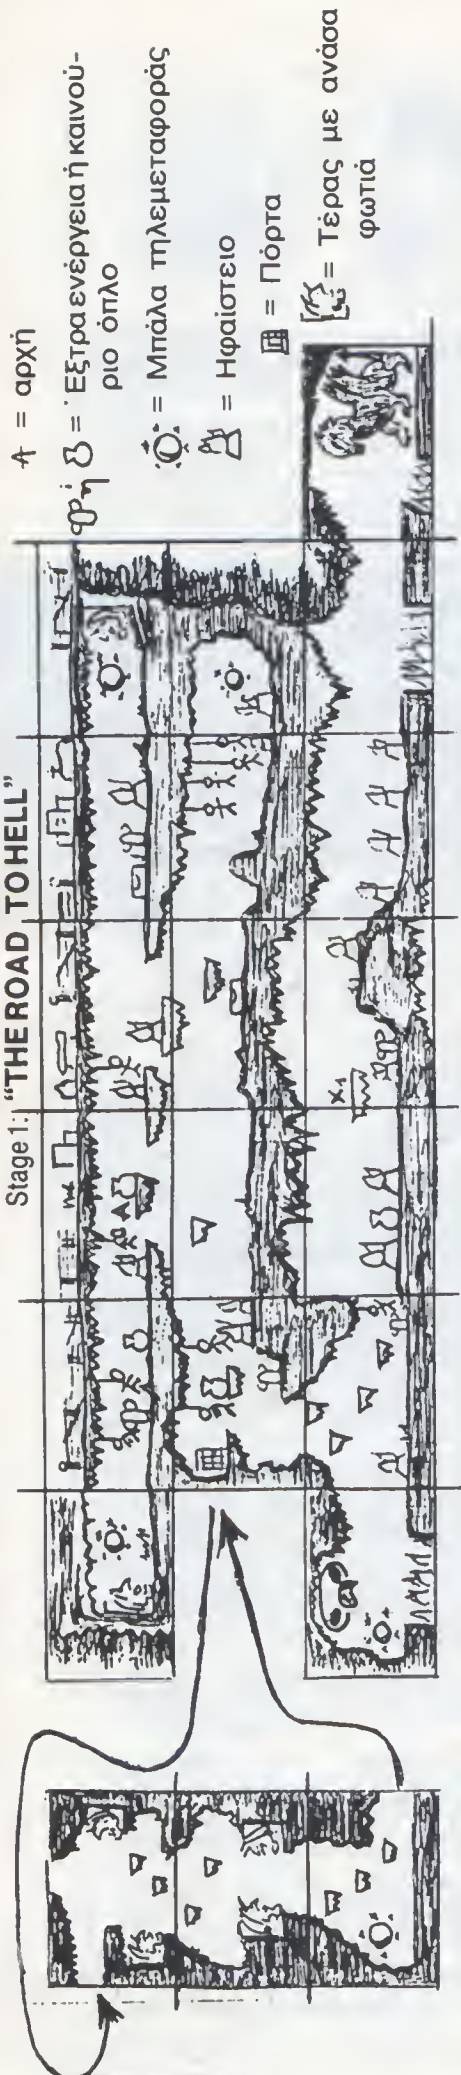 Stage 1: "THE ROAD TO HELL"
A = αρχή
ή = Έξτρα ενέργεια ή καινού-
ριο όπλο
= Μπάλα τηλεμεταφοράς
= Ηφαίστειο
= Πόρτα
= Τέρας με ανάσα
φωτιά
A
X1